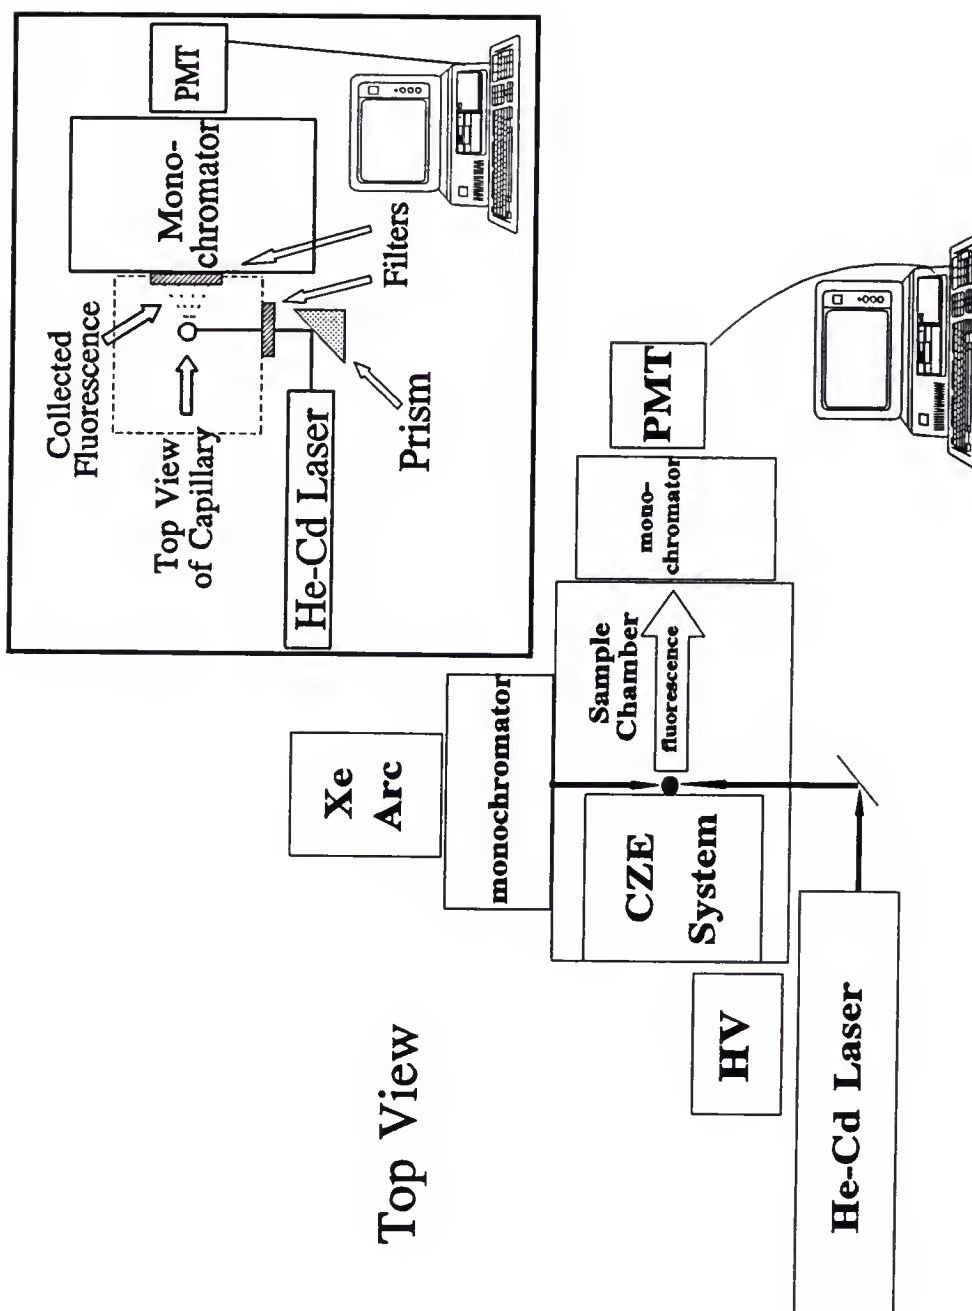 Top View
He-Cd Laser
HV
CZE
System
Xe
Arc
monochromator
Sample
Chamber
fluorescence
mono-
chromator
PMT
Collected
Fluorescence
Top View
of Capillary
He-Cd Laser
Prism
Filters
Mono-
chromator
PMT